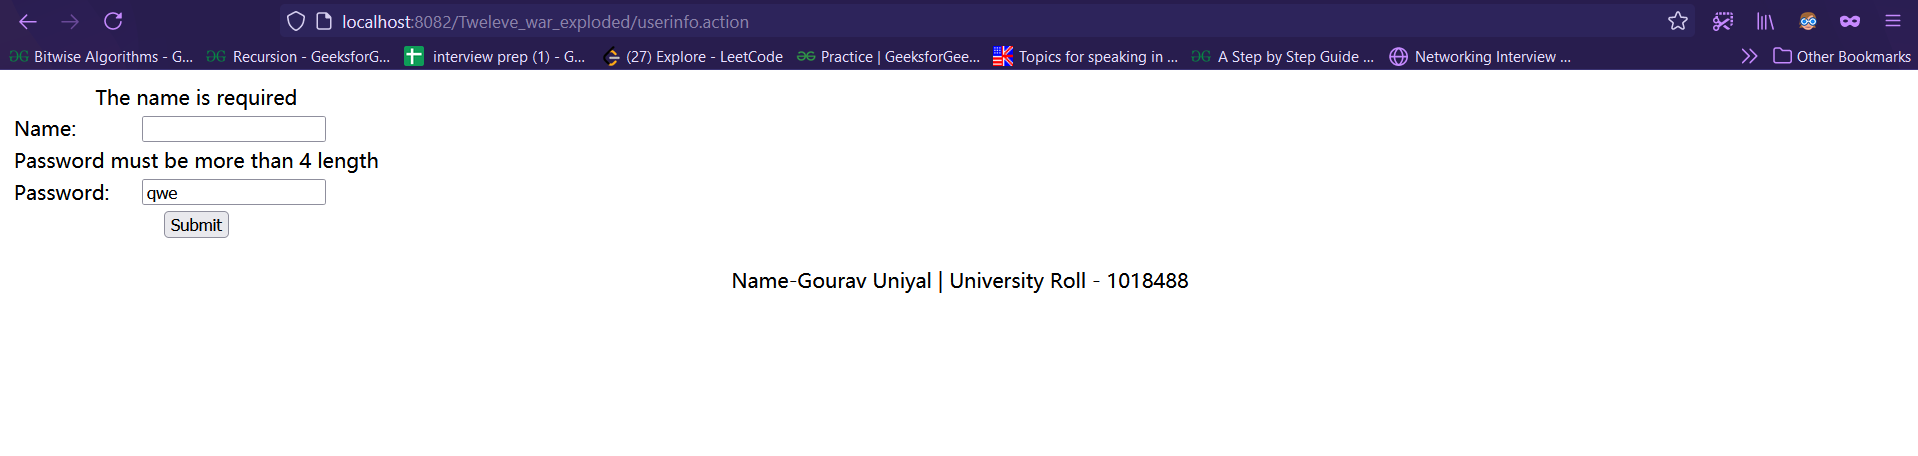 localhost:8082/Tweleve_war_exploded/userinfo.action
Bitwise Algorithms - G... Recursion - GeeksforG... interview prep (1) - G... (27) Explore - LeetCode Practice | GeeksforGee... Topics for speaking in ... A Step by Step Guide ... Networking Interview ... Other Bookmarks
The name is required
Name:
Password must be more than 4 length
Password: qwe
Submit
Name-Gourav Uniyal | University Roll - 1018488